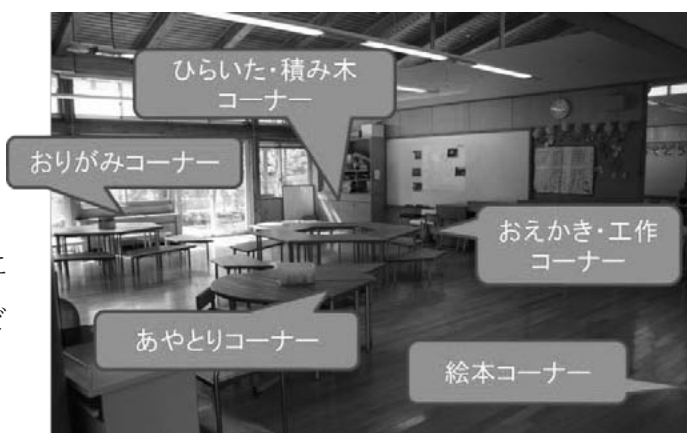 ひらいた・積み木
コーナー
おりがみコーナー
おえかき・工作
コーナー
あやとりコーナー
絵本コーナー